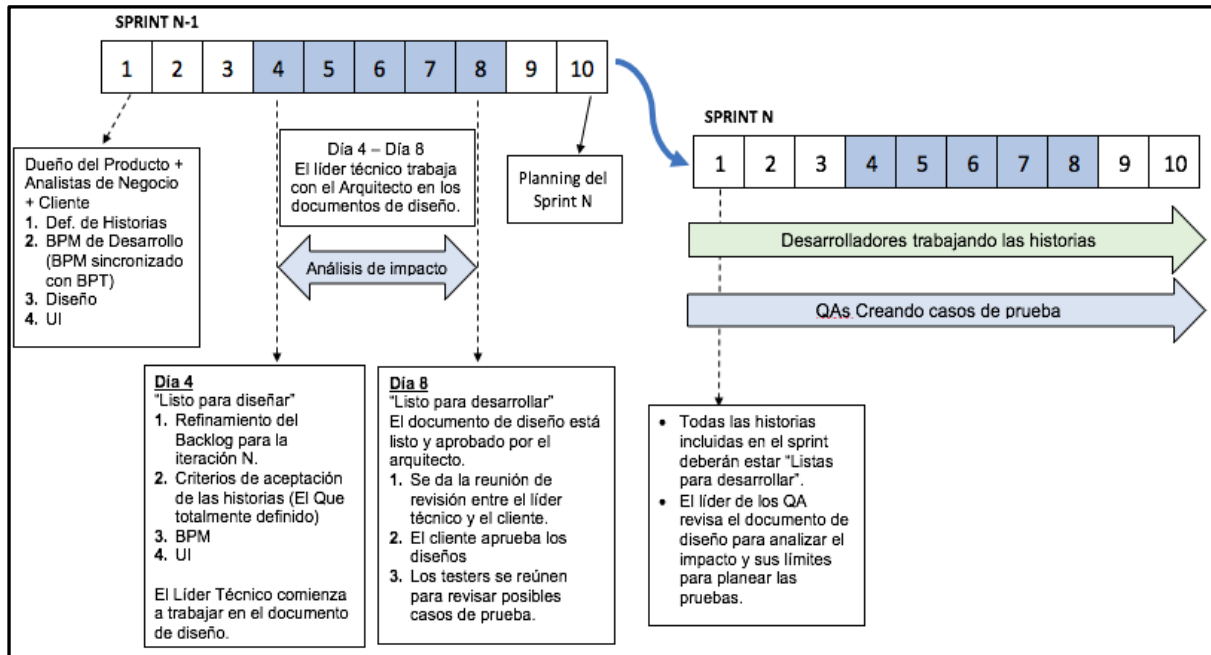 SPRINT N-1
1 2 3 4 5 6 7 8 9 10
SPRINT N
1 2 3 4 5 6 7 8 9 10
Dueño del Producto +
Analistas de Negocio
+ Cliente
1. Def. de Historias
2. BPM de Desarrollo
(BPM sincronizado
con BPT)
3. Diseño
4. UI
Día 4 – Día 8
El líder técnico trabaja
con el Arquitecto en los
documentos de diseño.
Análisis de impacto
Planning del
Sprint N
Desarrolladores trabajando las historias
QAs Creando casos de prueba
Día 4
"Listo para diseñar"
1. Refinamiento del
Backlog para la
iteración N.
2. Criterios de aceptación
de las historias (El Que
totalmente definido)
3. BPM
4. UI
El Líder Técnico comienza
a trabajar en el documento
de diseño.
Día 8
"Listo para desarrollar"
El documento de diseño está
listo y aprobado por el
arquitecto.
1. Se da la reunión de
revisión entre el líder
técnico y el cliente.
2. El cliente aprueba los
diseños
3. Los testers se reúnen
para revisar posibles
casos de prueba.
• Todas las historias
incluidas en el sprint
deberán estar "Listas
para desarrollar".
• El líder de los QA
revisa el documento de
diseño para analizar el
impacto y sus límites
para planear las
pruebas.